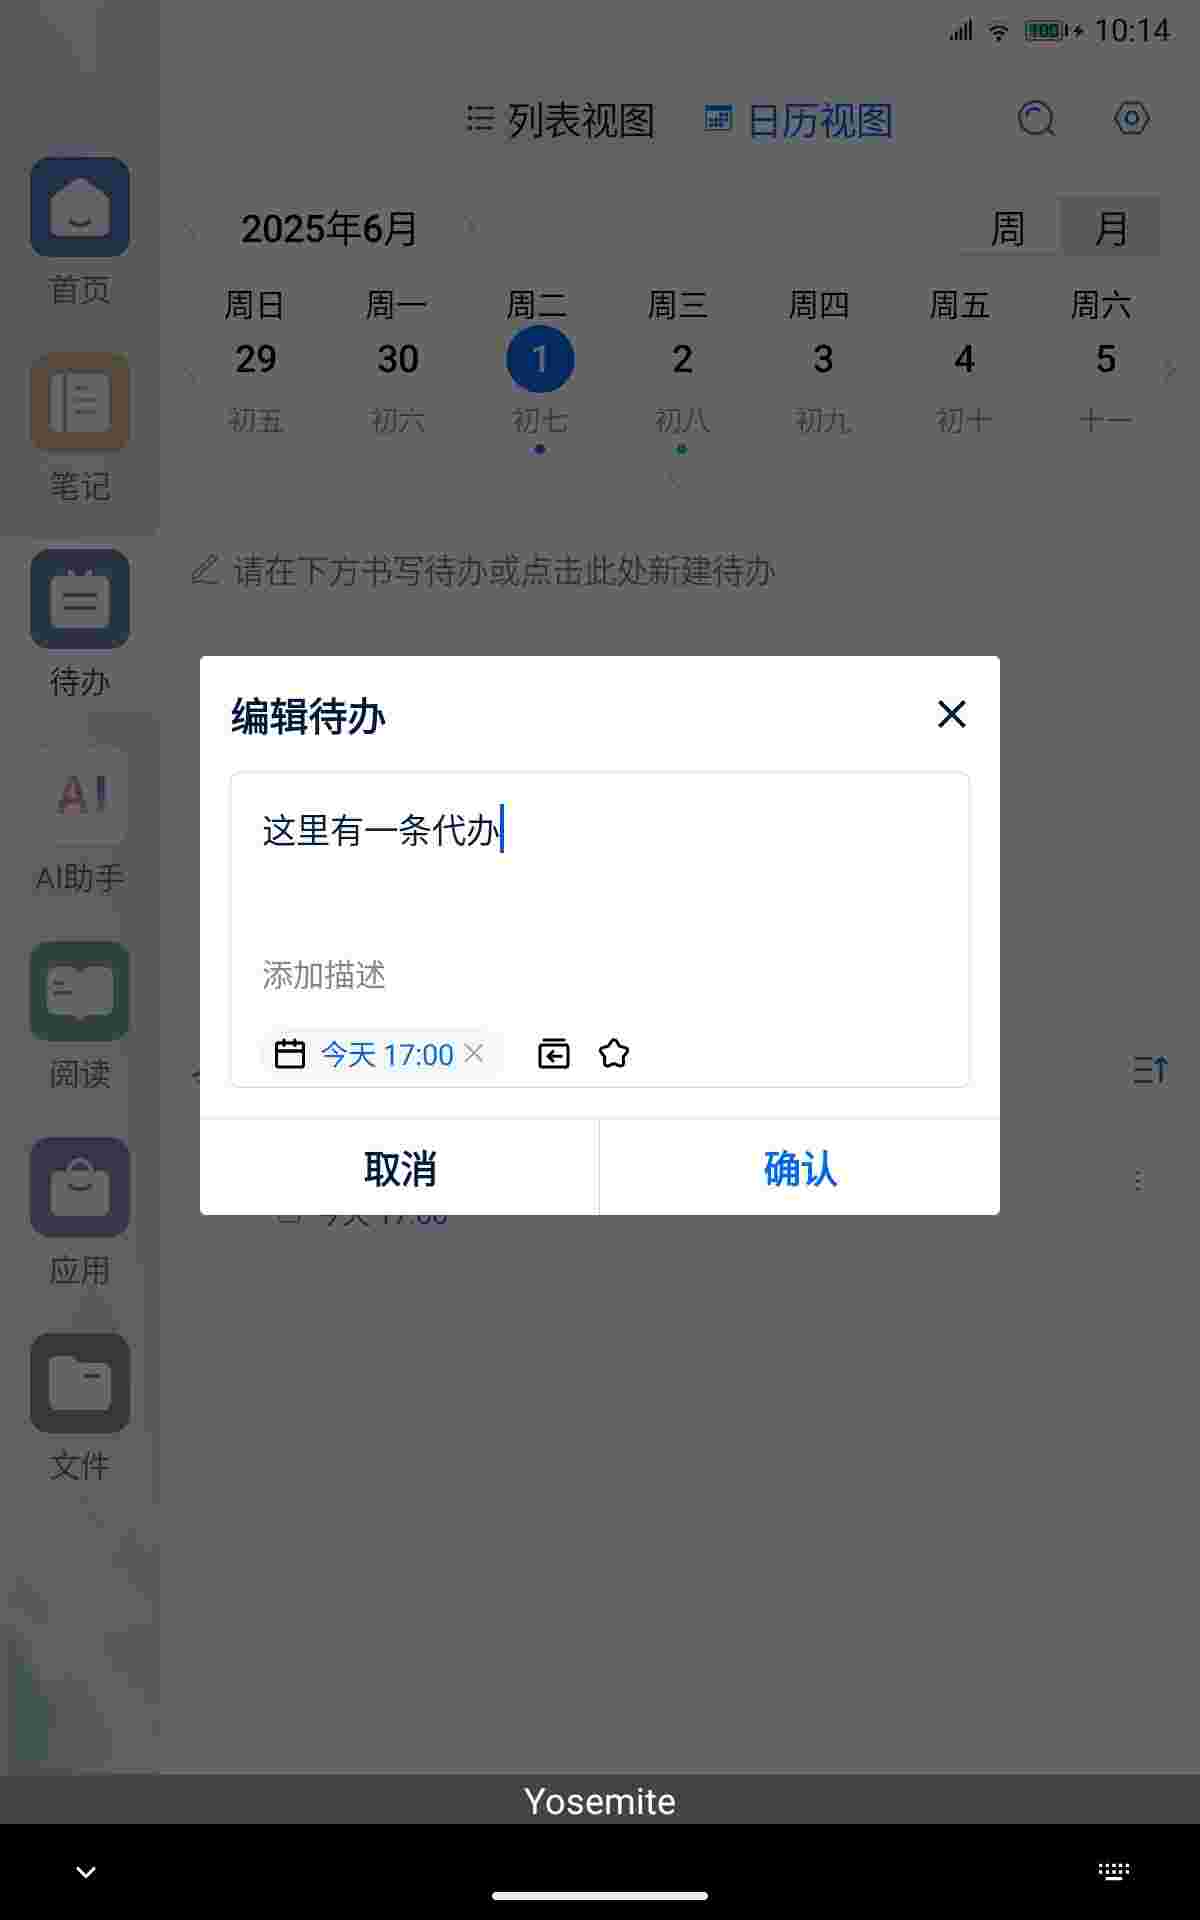 10:14
列表视图 日历视图
2025年6月 周 月
周日 周一 周二 周三 周四 周五 周六
29 30 1 2 3 4 5
初五 初六 初七 初八 初九 初十 十一
请在下方书写待办或点击此处新建待办
首页
笔记
待办
AI
AI助手
阅读
应用
文件
编辑待办
这里有一条代办
添加描述
今天 17:00
取消 确认
今天 17:00
Yosemite